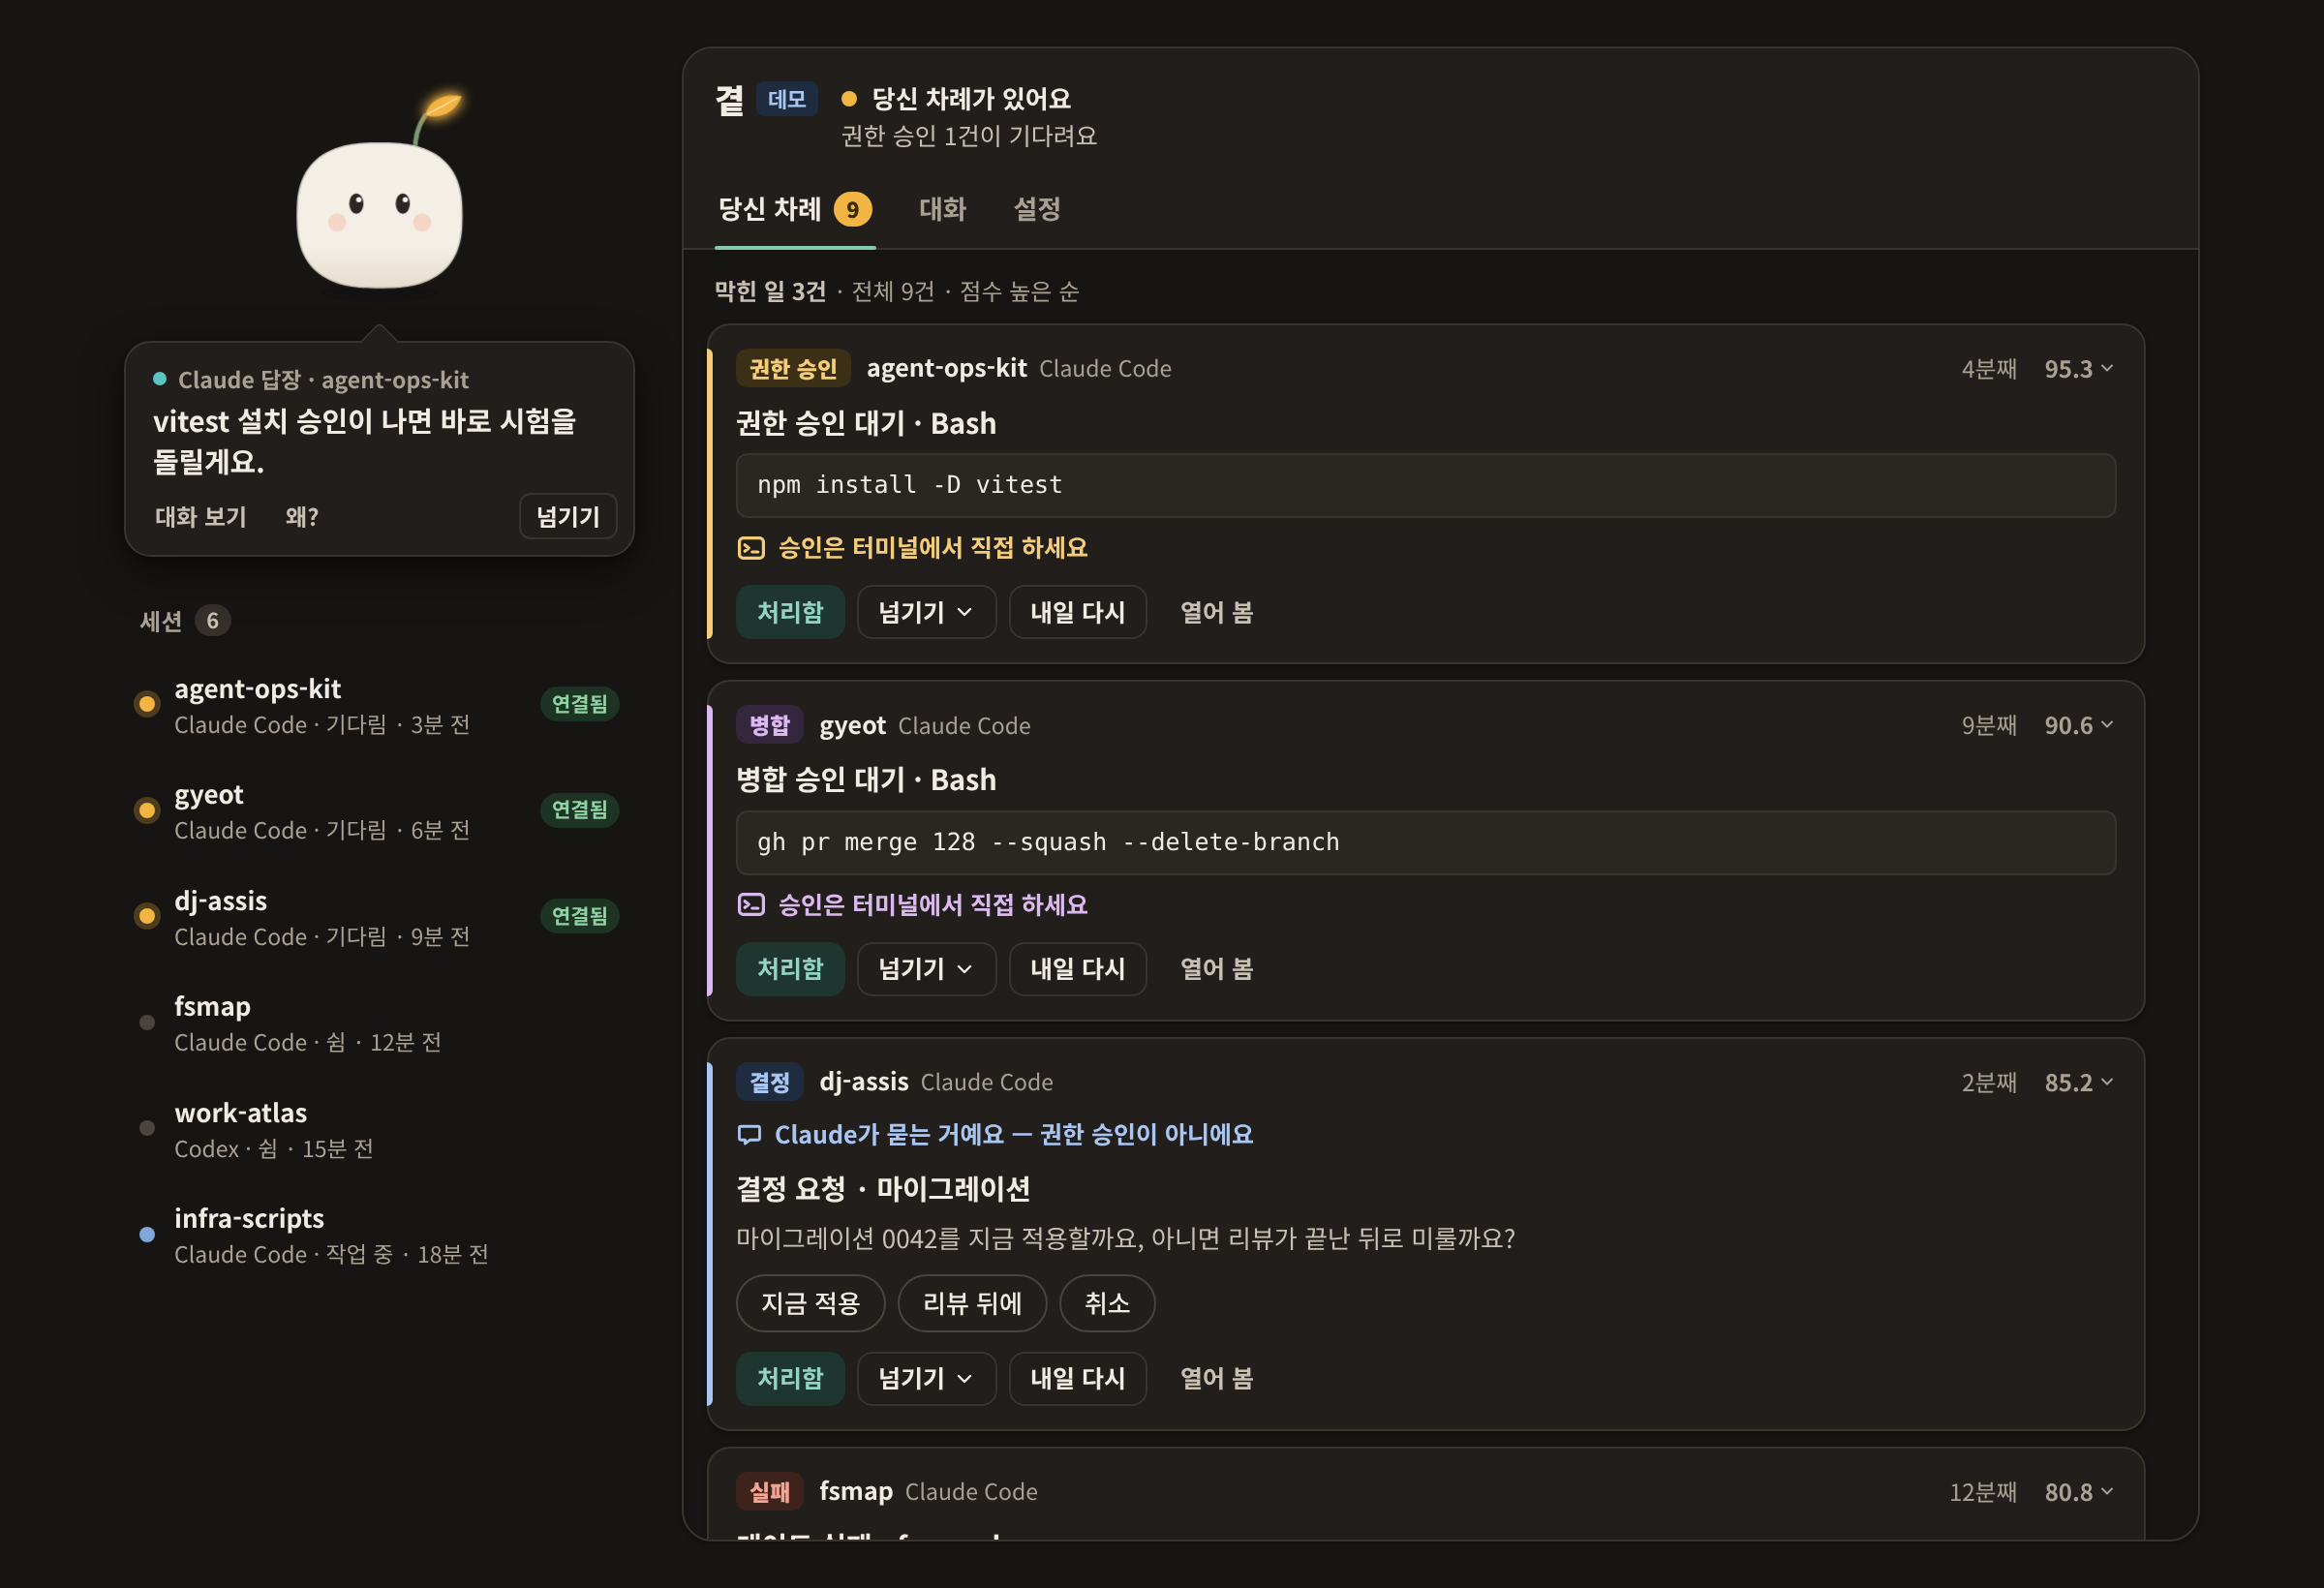 Claude 답장 · agent-ops-kit
vitest 설치 승인이 나면 바로 시험을
돌릴게요.
대화 보기 왜? 넘기기
세션 6
agent-ops-kit 연결됨
Claude Code · 기다림 · 3분 전
gyeot 연결됨
Claude Code · 기다림 · 6분 전
dj-assis 연결됨
Claude Code · 기다림 · 9분 전
fsmap
Claude Code · 쉼 · 12분 전
work-atlas
Codex · 쉼 · 15분 전
infra-scripts
Claude Code · 작업 중 · 18분 전
곁 데모 당신 차례가 있어요
권한 승인 1건이 기다려요
당신 차례 9 대화 설정
막힌 일 3건 · 전체 9건 · 점수 높은 순
권한 승인 agent-ops-kit Claude Code 4분째 95.3
권한 승인 대기 · Bash
npm install -D vitest
승인은 터미널에서 직접 하세요
처리함 넘기기 내일 다시 열어 봄
병합 gyeot Claude Code 9분째 90.6
병합 승인 대기 · Bash
gh pr merge 128 --squash --delete-branch
승인은 터미널에서 직접 하세요
처리함 넘기기 내일 다시 열어 봄
결정 dj-assis Claude Code 2분째 85.2
Claude가 묻는 거예요 — 권한 승인이 아니에요
결정 요청 · 마이그레이션
마이그레이션 0042를 지금 적용할까요, 아니면 리뷰가 끝난 뒤로 미룰까요?
지금 적용 리뷰 뒤에 취소
처리함 넘기기 내일 다시 열어 봄
실패 fsmap Claude Code 12분째 80.8